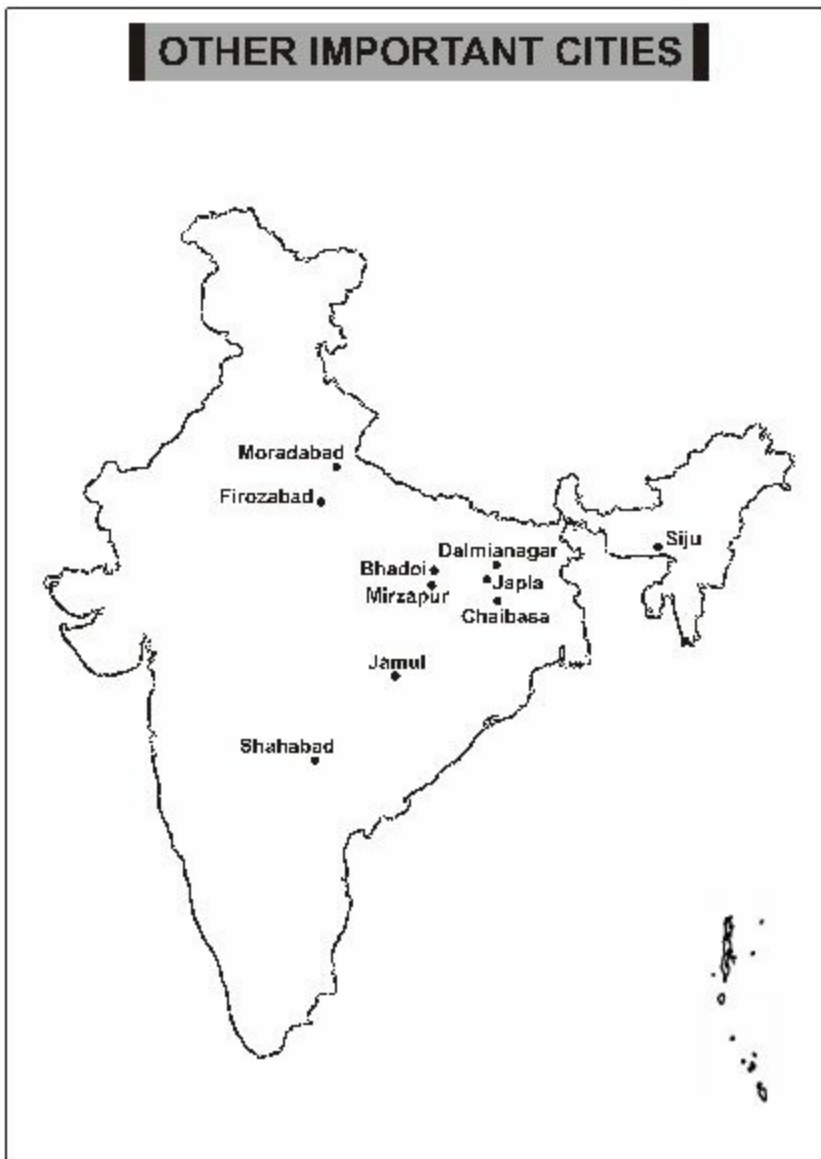 OTHER IMPORTANT CITIES
Moradabad
Firozabad
Siju
Dalmianagar
Bhadoi
Japla
Mirzapur
Chaibasa
Jamul
Shahabad